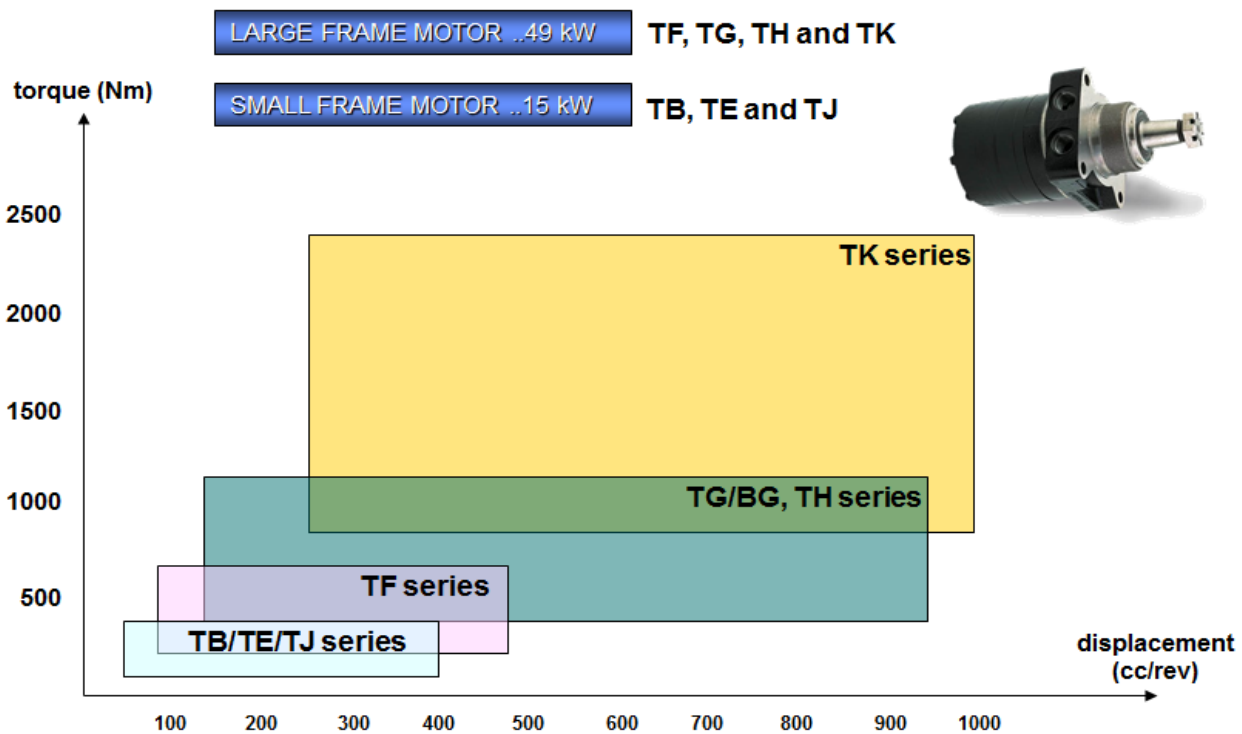 LARGE FRAME MOTOR ..49 kW
TF, TG, TH and TK
torque (Nm)
SMALL FRAME MOTOR ..15 kW
TB, TE and TJ
2500
TK series
2000
1500
1000
TG/BG, TH series
500
TF series
TB/TE/TJ series
displacement
(cc/rev)
100 200 300 400 500 600 700 800 900 1000